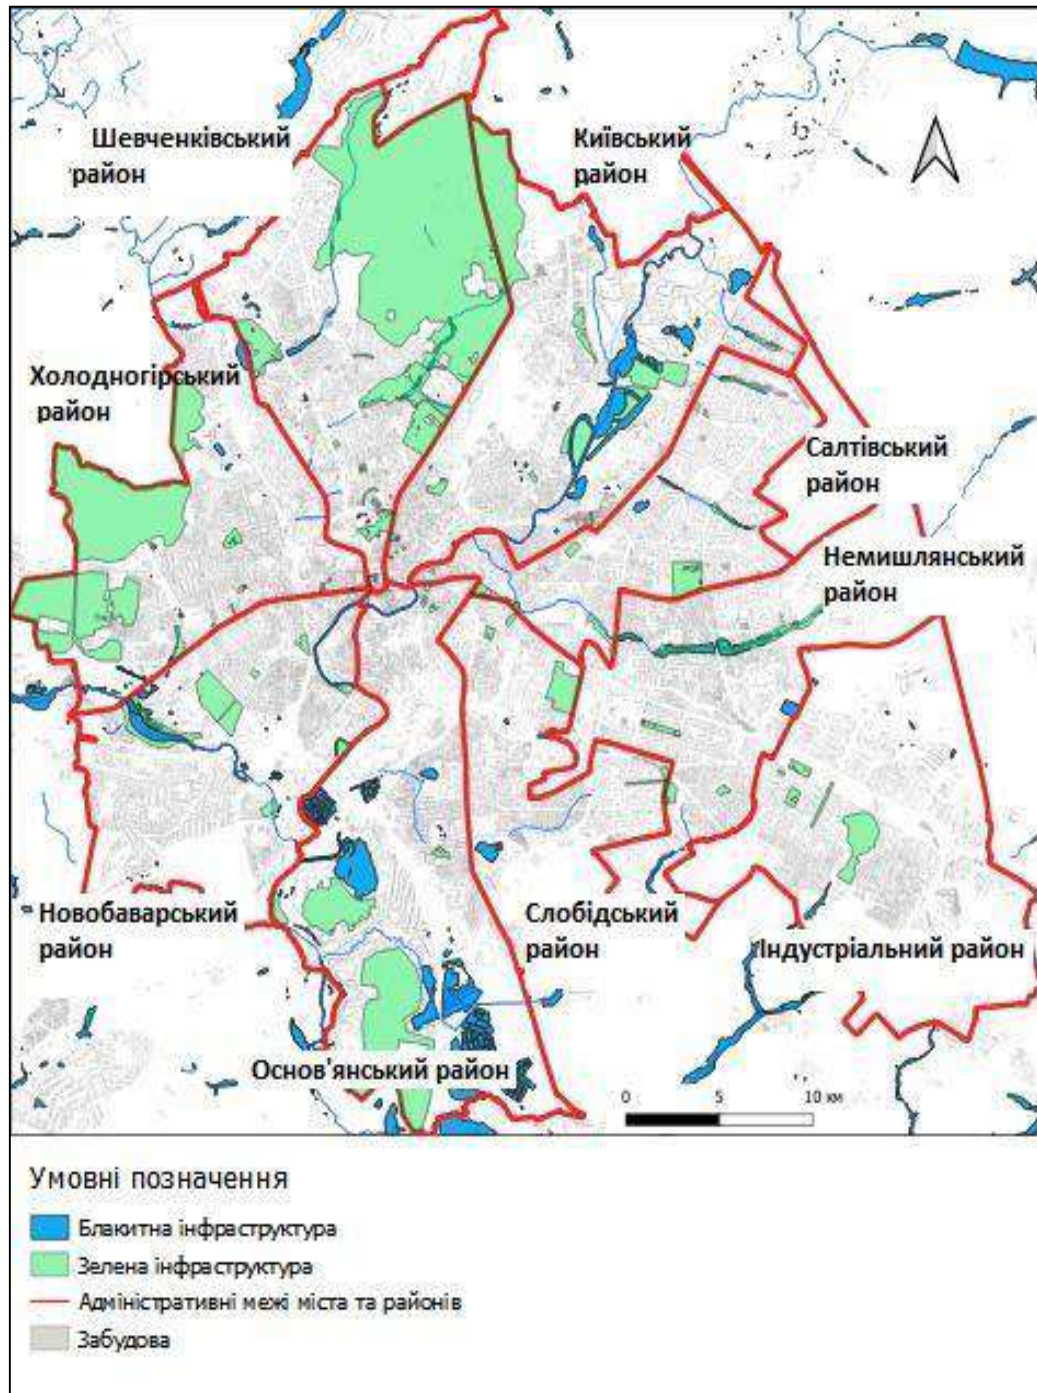 Шевченківський
район
Київський
район
Холодногірський
район
Салтівський
район
Немишлянський
район
Новобаварський
район
Слобідський
район
Індустріальний район
Основ'янський район
0 5 10 км
Умовні позначення
Блакитна інфраструктура
Зелена інфраструктура
Адміністративні межі міста та районів
Забудова